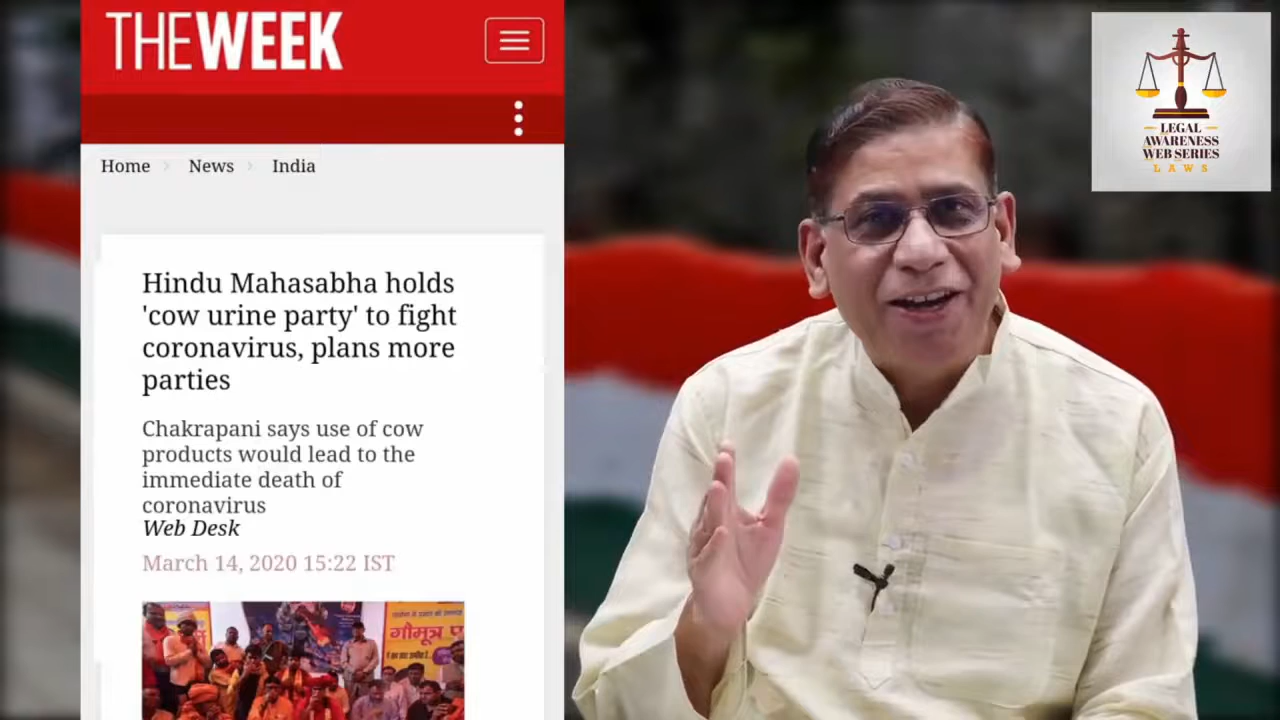 THEWEEK
Home
News
India
Hindu Mahasabha holds
'cow urine party' to fight
coronavirus, plans more
parties
Chakrapani says use of cow
products would lead to the
immediate death of
coronavirus
Web Desk
March 14, 2020 15:22 IST
गौमूत्र
LEGAL
AWARENESS
WEB SERIES
LAWS